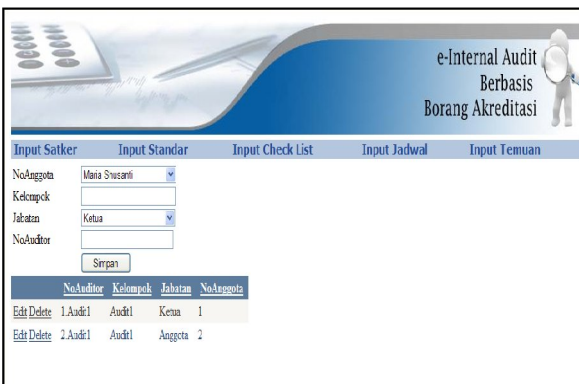 e-Internal Audit
Berbasis
Borang Akreditasi
Input Satker Input Standar Input Check List Input Jadwal Input Temuan
NoAnggota Maria Shusanti
Kelompok
Jabatan Ketua
NoAuditor
Simpan
NoAuditor Kelompok Jabatan NoAnggota
Edit Delete 1.Audit1 Audit1 Ketua 1
Edit Delete 2.Audit1 Audit1 Anggota 2